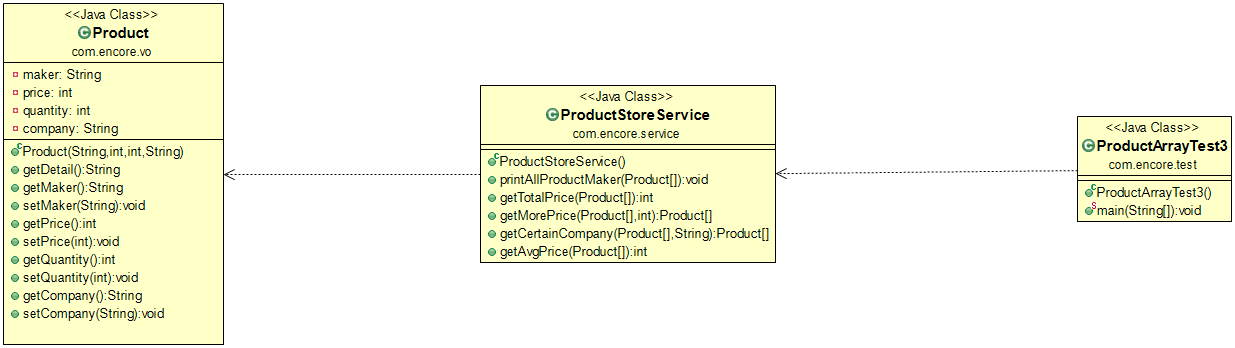 <<Java Class>>
Product
com.encore.vo
maker: String
price: int
quantity: int
company: String
Product(String,int,int,String)
getDetail():String
getMaker():String
setMaker(String):void
getPrice():int
setPrice(int):void
getQuantity():int
setQuantity(int):void
getCompany():String
setCompany(String):void
<<Java Class>>
ProductStoreService
com.encore.service
ProductStoreService()
printAllProductMaker(Product[]):void
getTotalPrice(Product[]):int
getMorePrice(Product[],int):Product[]
getCertainCompany(Product[],String):Product[]
getAvgPrice(Product[]):int
<<Java Class>>
ProductArrayTest3
com.encore.test
ProductArrayTest3()
main(String[]):void